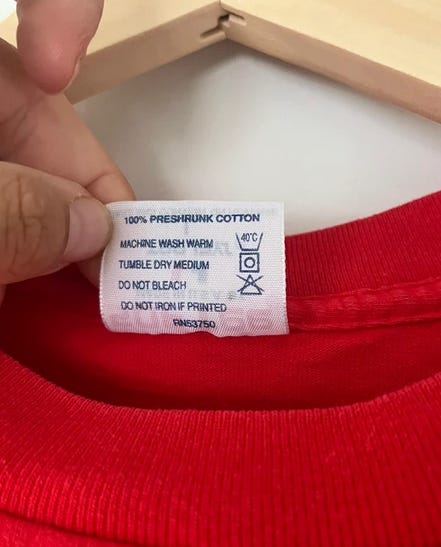 100% PRESHRUNK COTTON
MACHINE WASH WARM 40°C
TUMBLE DRY MEDIUM
DO NOT BLEACH
DO NOT IRON IF PRINTED
RN53750